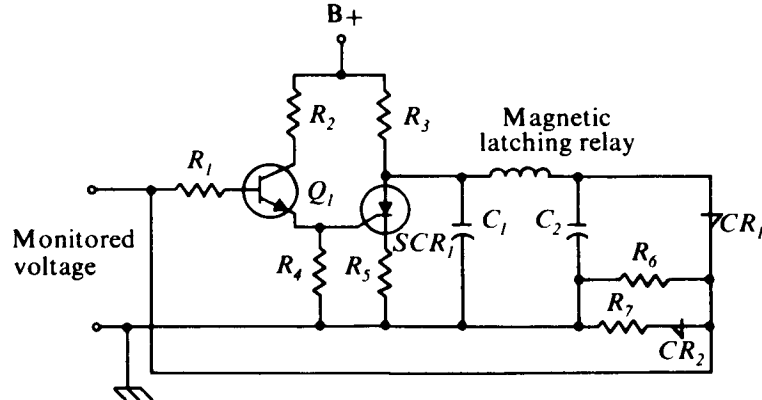 B+
R2
R3
Magnetic
latching relay
R1
Q1
Monitored
voltage
SCR1
C1
C2
CR1
R4
R5
R6
R7
CR2